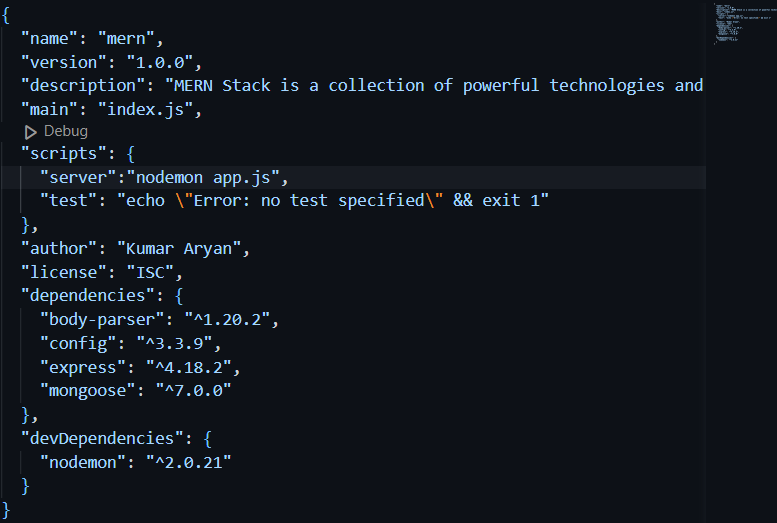 {
"name": "mern",
"version": "1.0.0",
"description": "MERN Stack is a collection of powerful technologies and
"main": "index.js",
Debug
"scripts": {
"server":"nodemon app.js",
"test": "echo \"Error: no test specified\" && exit 1"
},
"author": "Kumar Aryan",
"license": "ISC",
"dependencies": {
"body-parser": "^1.20.2",
"config": "^3.3.9",
"express": "^4.18.2",
"mongoose": "^7.0.0"
},
"devDependencies": {
"nodemon": "^2.0.21"
}
}